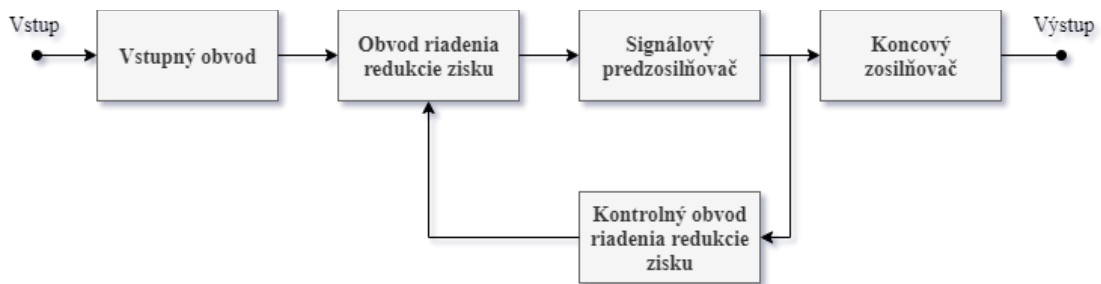 Vstup
Vstupný obvod
Obvod riadenia
redukcie zisku
Signálový
predzosilňovač
Koncový
zosilňovač
Výstup
Kontrolný obvod
riadenia redukcie
zisku